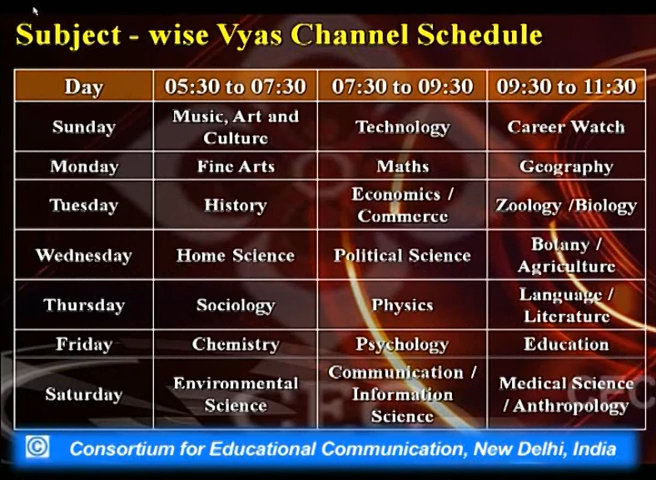 Subject - wise Vyas Channel Schedule
Day 05:30 to 07:30 07:30 to 09:30 09:30 to 11:30
Sunday Music, Art and Culture Technology Career Watch
Monday Fine Arts Maths Geography
Tuesday History Economics / Commerce Zoology /Biology
Wednesday Home Science Political Science Botany / Agriculture
Thursday Sociology Physics Language / Literature
Friday Chemistry Psychology Education
Saturday Environmental Science Communication / Information Science Medical Science / Anthropology
© Consortium for Educational Communication, New Delhi, India
CEC